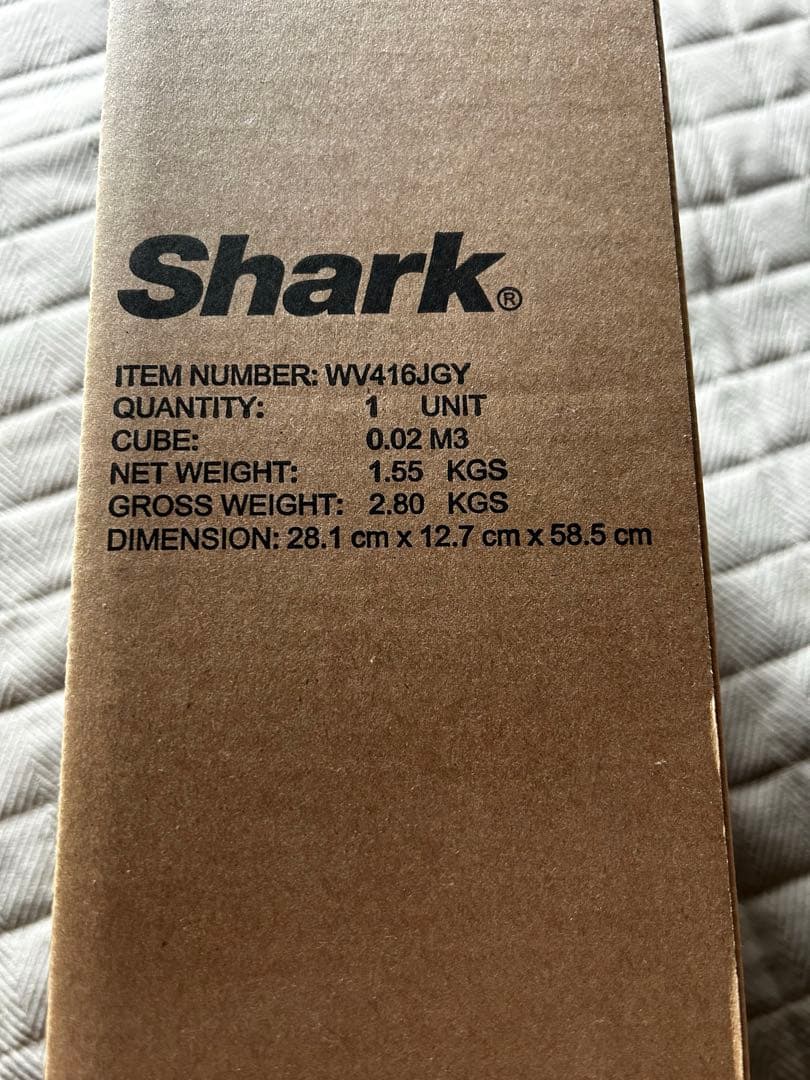 Shark®
ITEM NUMBER: WV416JGY
QUANTITY: 1 UNIT
CUBE: 0.02 M3
NET WEIGHT: 1.55 KGS
GROSS WEIGHT: 2.80 KGS
DIMENSION: 28.1 cm x 12.7 cm x 58.5 cm